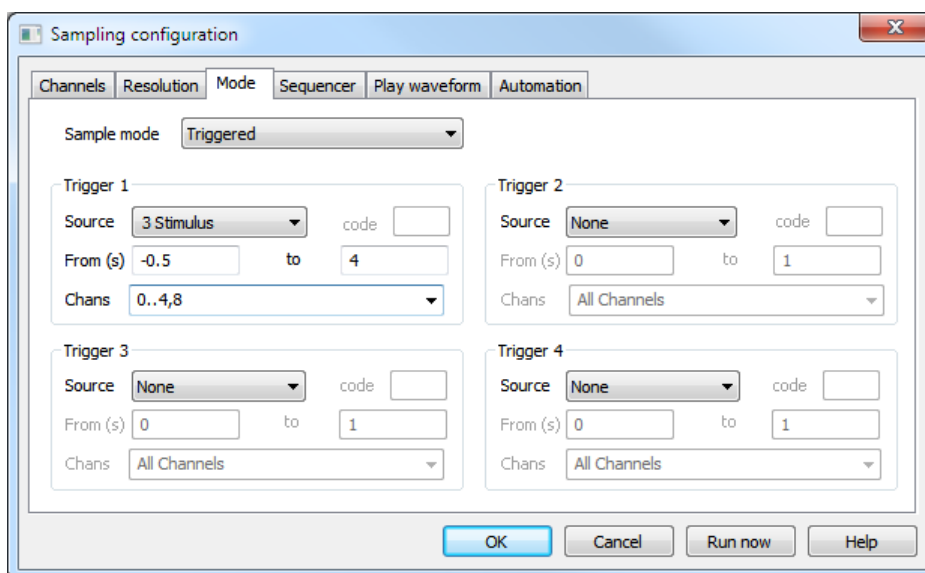 Sampling configuration
Channels Resolution Mode Sequencer Play waveform Automation
Sample mode Triggered
Trigger 1
Source 3 Stimulus code
From (s) -0.5 to 4
Chans 0..4,8
Trigger 2
Source None code
From (s) 0 to 1
Chans All Channels
Trigger 3
Source None code
From (s) 0 to 1
Chans All Channels
Trigger 4
Source None code
From (s) 0 to 1
Chans All Channels
OK Cancel Run now Help